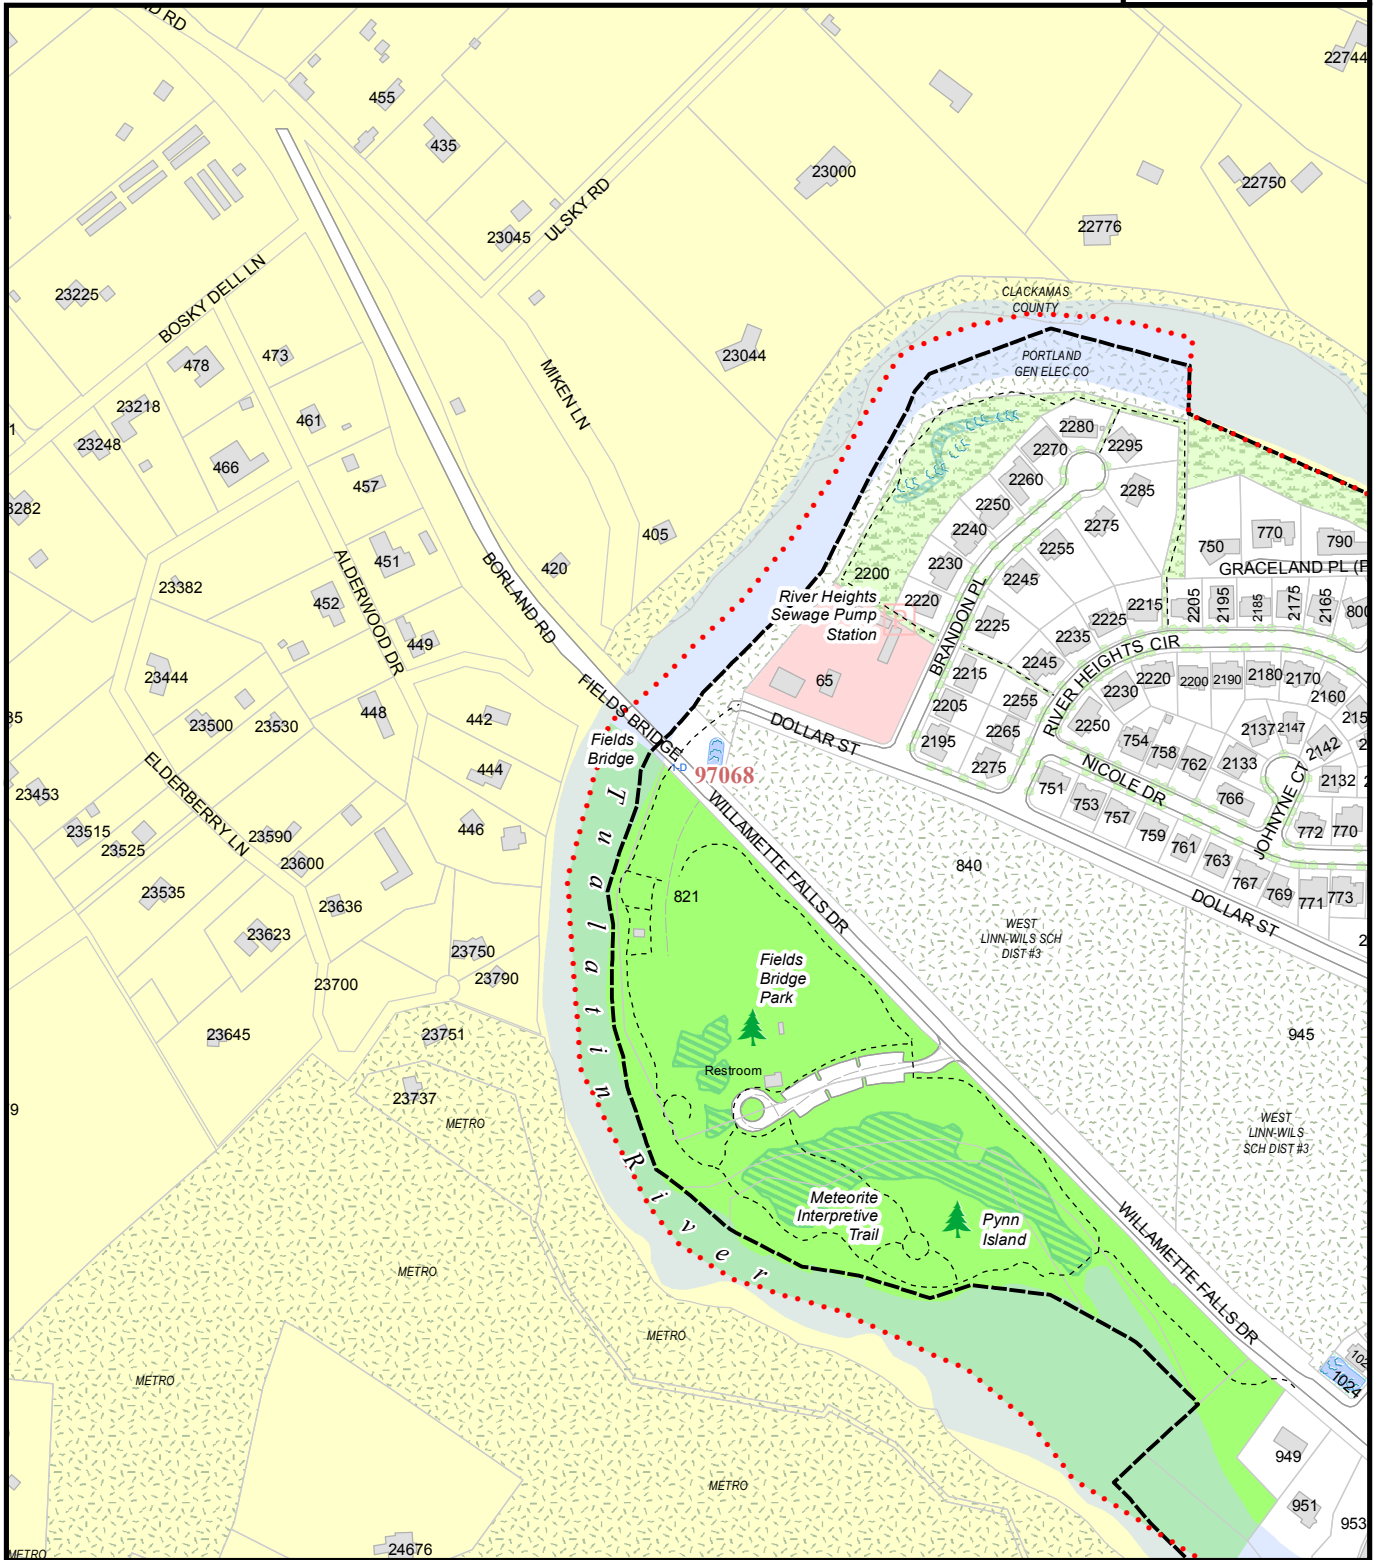 D RD
22744
455
435
23000
22750
22776
ULSKY RD
23045
23225
BOSKY DELL LN
CLACKAMAS
COUNTY
478
473
23044
PORTLAND
GEN ELEC CO
MIKEN LN
23218
461
1
23248
466
457
2280
2270
2295
2260
2285
2250
2240
2275
3282
405
451
420
2255
750
770
790
GRACELAND PL (P
BORLAND RD
ALDERWOOD DR
23382
452
449
2200
2230
2245
2220
River Heights
Sewage Pump
Station
BRANDON PL
2225
2215
2205
2195
2185
2175
2165
800
2225
2235
RIVER HEIGHTS CIR
2245
23444
65
2215
2205
2255
2265
2195
2275
2220
2200
2190
2180
2170
2160
2230
2250
35
23500
23530
448
442
444
446
FIELDS BRIDGE
Fields
Bridge
DOLLAR ST
97068
754
758
762
2133
2137
2147
2142
2132
215
2
2
NICOLE DR
JOHNYNE CT
766
772
770
751
753
757
759
761
763
767
769
771
773
2
ELDERBERRY LN
23453
23515
23525
23590
23600
23535
23636
23623
23750
23790
23700
23645
23751
23737
9
Tualatin River
WILLAMETTE FALLS DR
821
840
DOLLAR ST
WEST
LINN-WILS SCH
DIST #3
Fields
Bridge
Park
945
Restroom
WEST
LINN-WILS
SCH DIST #3
METRO
Meteorite
Interpretive
Trail
Pynn
Island
WILLAMETTE FALLS DR
METRO
METRO
METRO
102
1024
949
METRO
951
953
24676
METRO